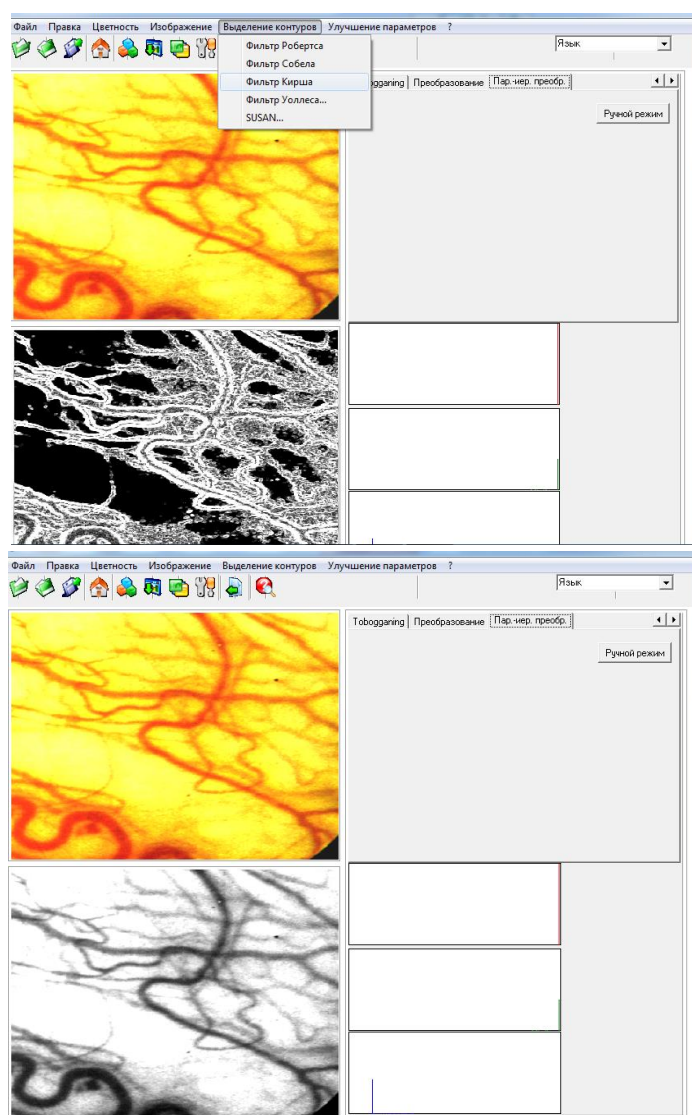 Файл Правка Цветность Изображение Выделение контуров Улучшение параметров ?
Фильтр Робертса
Фильтр Собела
Фильтр Кирша
Фильтр Уоллеса...
SUSAN...
Язык
ogganing Преобразование Пар.-иер. преобр.
Ручной режим
Файл Правка Цветность Изображение Выделение контуров Улучшение параметров ?
Язык
Tobogganing Преобразование Пар.-иер. преобр.
Ручной режим